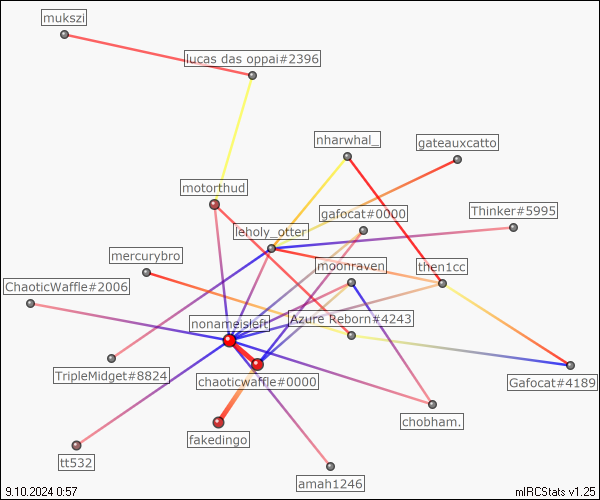 mukszi
lucas das oppai#2396
nharwhal_
gateauxcatto
motorthud
gafocat#0000
Thinker#5995
leholy_otter
mercurybro
moonraven
then1cc
ChaoticWaffle#2006
nonameisleft
Azure Reborn#4243
TripleMidget#8824
chaoticwaffle#0000
Gafocat#4189
chobham.
fakedingo
tt532
amah1246
9.10.2024 0:57
mIRCStats v1.25